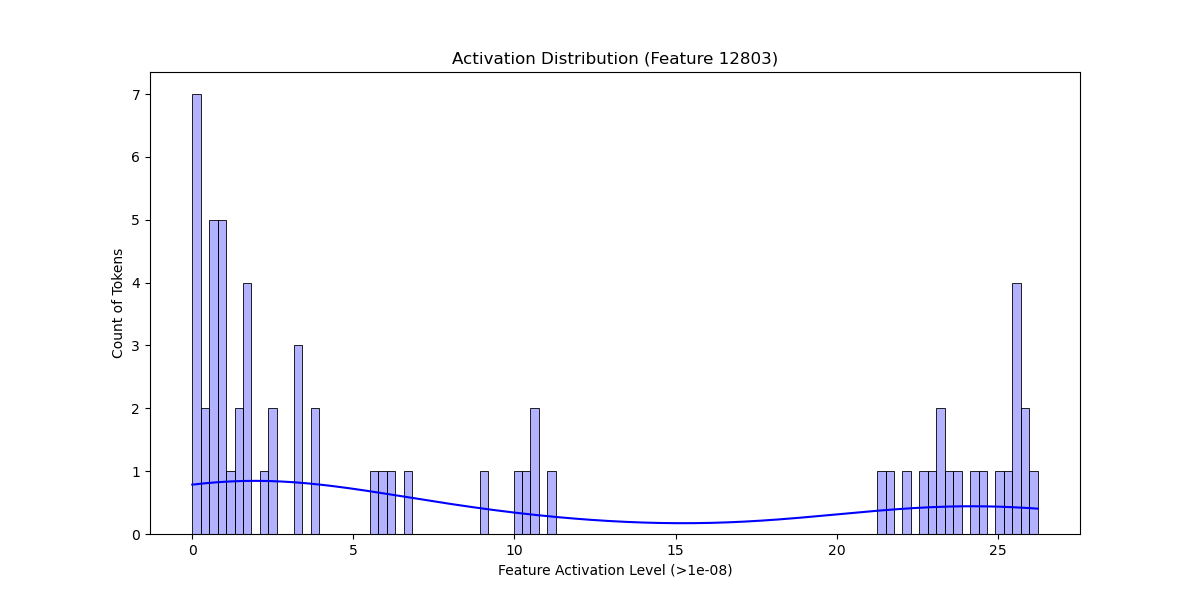 Activation Distribution (Feature 12803)
Count of Tokens
7
6
5
4
3
2
1
0
0 5 10 15 20 25
Feature Activation Level (>1e-08)